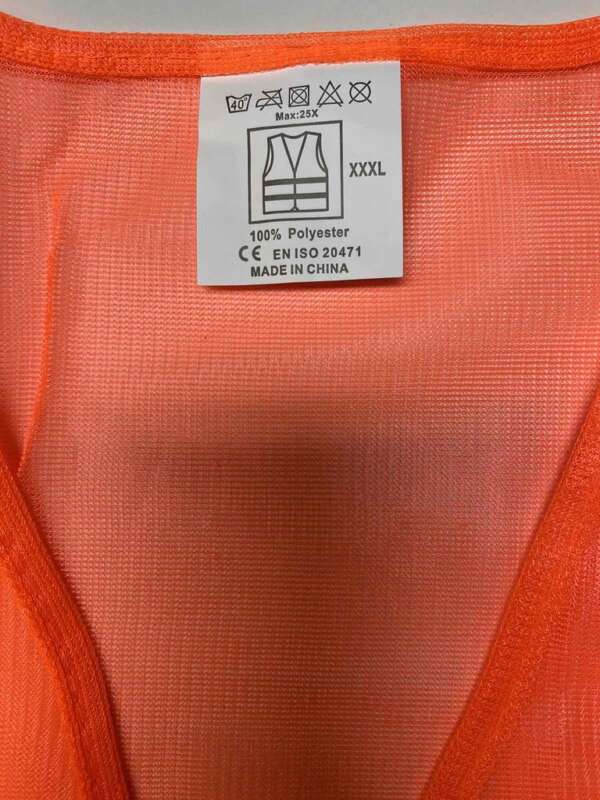 40°
Max:25X
XXXL
100% Polyester
CE EN ISO 20471
MADE IN CHINA